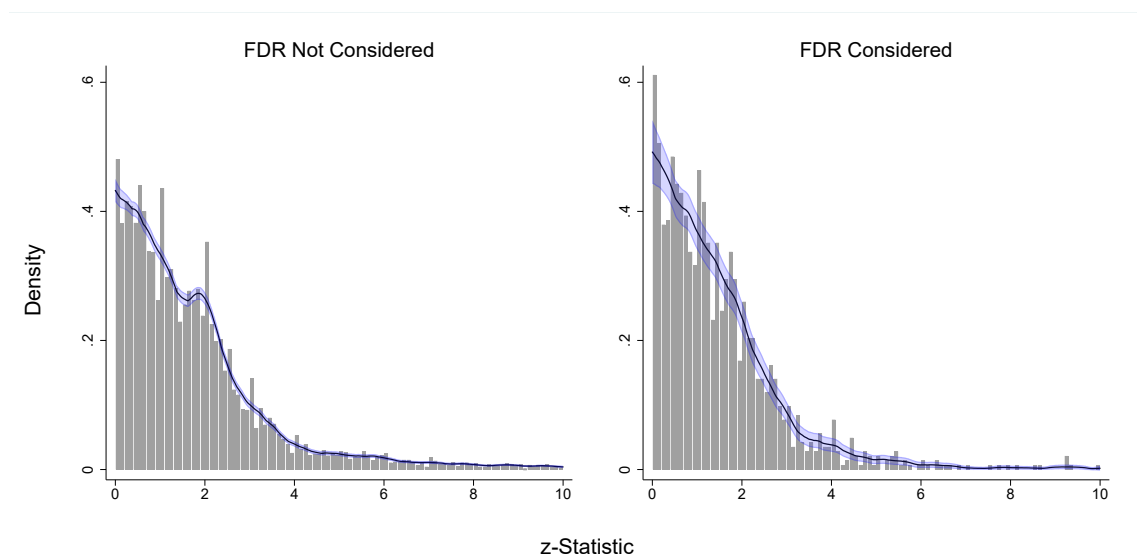 FDR Not Considered
FDR Considered
Density
.6
.4
.2
0
0 2 4 6 8 10
.6
.4
.2
0
0 2 4 6 8 10
z-Statistic